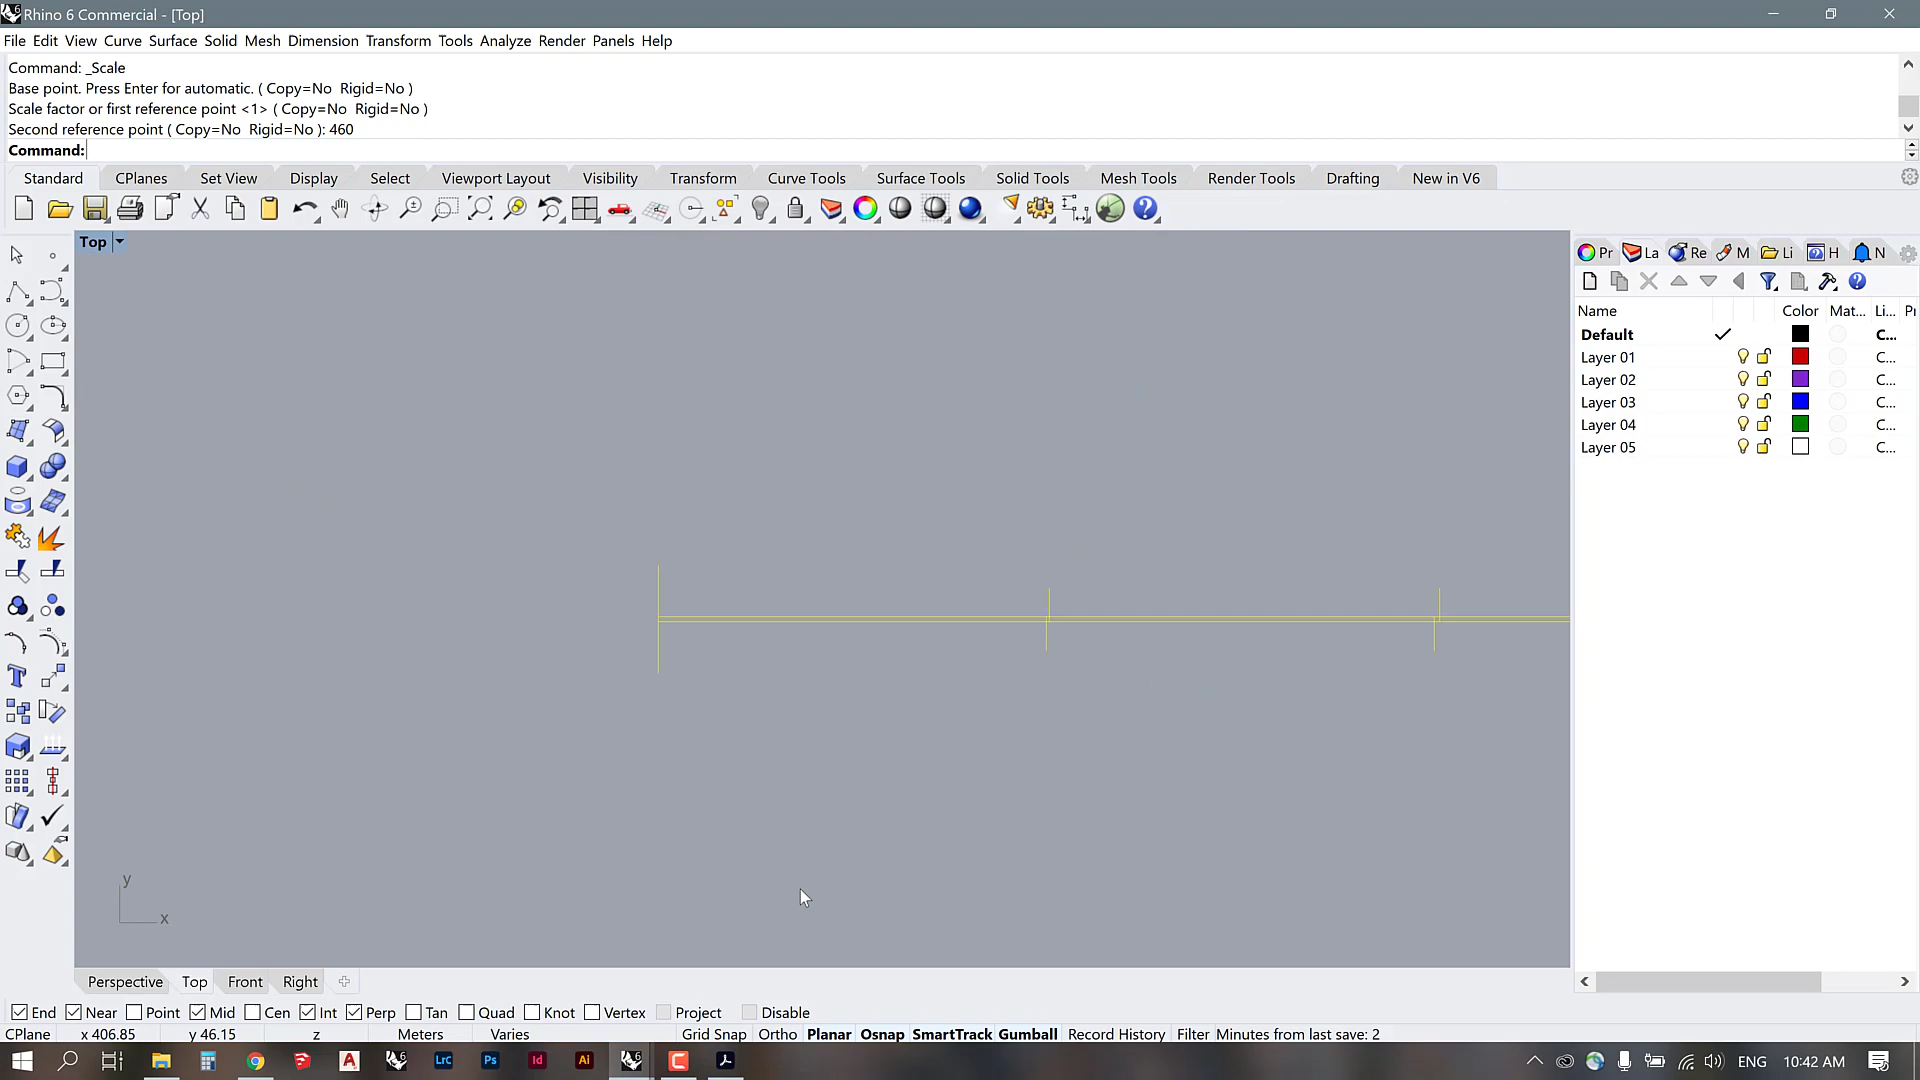 Rhino 6 Commercial - [Top]
File Edit View Curve Surface Solid Mesh Dimension Transform Tools Analyze Render Panels Help
Command: _Scale
Base point. Press Enter for automatic. ( Copy=No Rigid=No )
Scale factor or first reference point <1> ( Copy=No Rigid=No )
Second reference point ( Copy=No Rigid=No ): 460
Command:
Standard CPlanes Set View Display Select Viewport Layout Visibility Transform Curve Tools Surface Tools Solid Tools Mesh Tools Render Tools Drafting New in V6
Top
Pr La Re M Li H N
Name Color Mat... Li... Pr
Default C...
Layer 01 C...
Layer 02 C...
Layer 03 C...
Layer 04 C...
Layer 05 C...
y
x
Perspective Top Front Right
End Near Point Mid Cen Int Perp Tan Quad Knot Vertex Project Disable
CPlane x 406.85 y 46.15 z Meters Varies Grid Snap Ortho Planar Osnap SmartTrack Gumball Record History Filter Minutes from last save: 2
Lrc Ps Id Ai ENG 10:42 AM